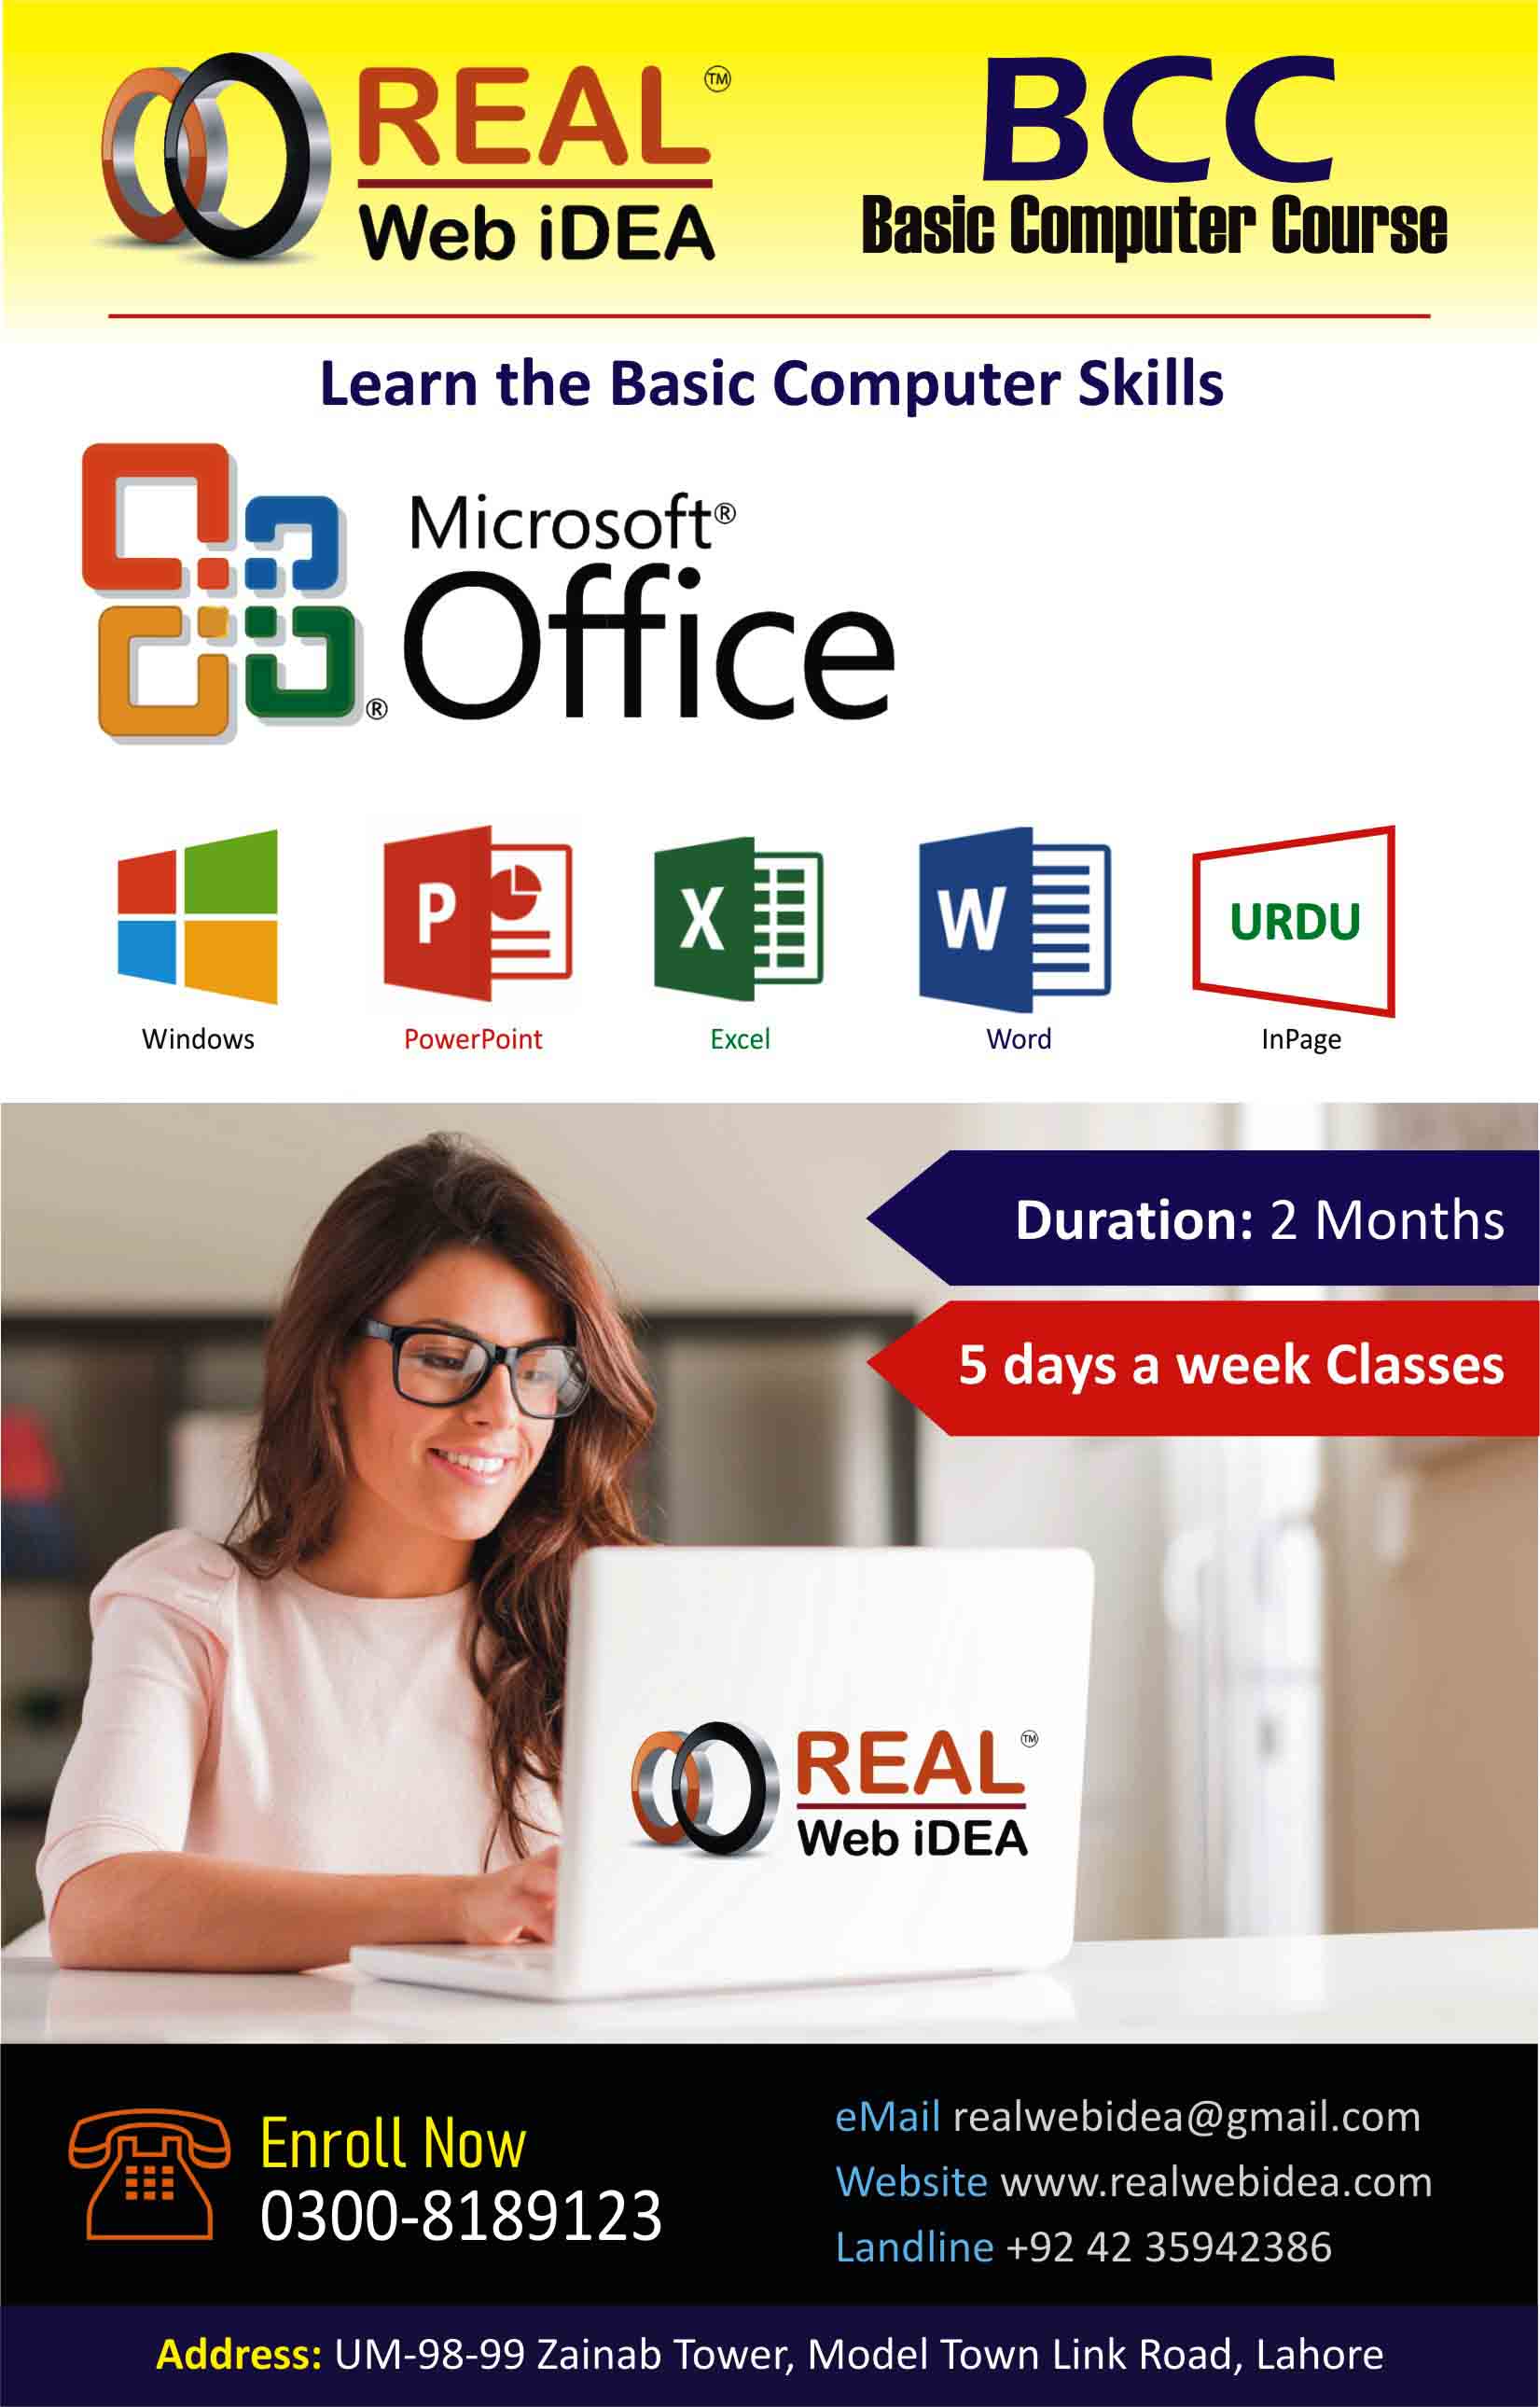 REAL™
Web iDEA
BCC
Basic Computer Course
Learn the Basic Computer Skills
Microsoft®
Office
®
P
X
W
URDU
Windows
PowerPoint
Excel
Word
InPage
Duration: 2 Months
5 days a week Classes
REAL™
Web iDEA
Enroll Now
0300-8189123
eMail realwebidea@gmail.com
Website www.realwebidea.com
Landline +92 42 35942386
Address: UM-98-99 Zainab Tower, Model Town Link Road, Lahore